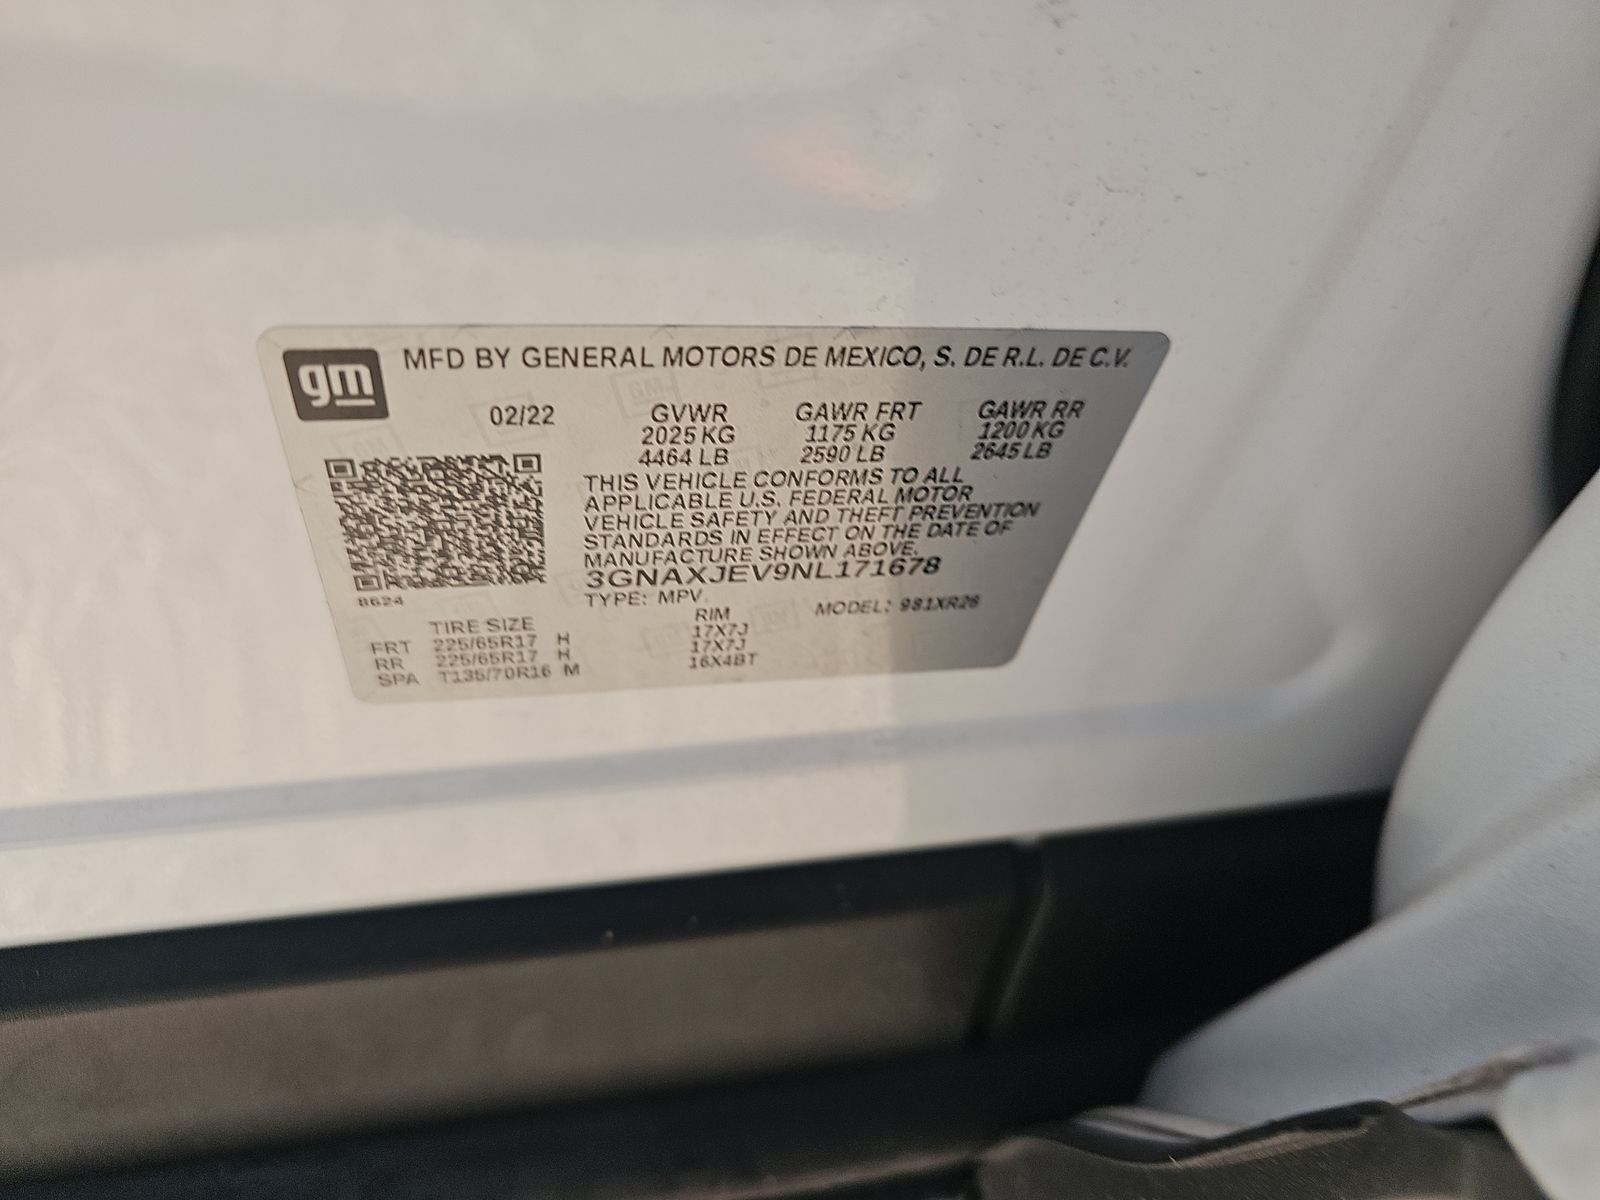 gm
MFD BY GENERAL MOTORS DE MEXICO, S. DE R.L. DE C.V.
02/22 GVWR GAWR FRT GAWR RR
2025 KG 1175 KG 1200 KG
4464 LB 2590 LB 2645 LB
THIS VEHICLE CONFORMS TO ALL
APPLICABLE U.S. FEDERAL MOTOR
VEHICLE SAFETY AND THEFT PREVENTION
STANDARDS IN EFFECT ON THE DATE OF
MANUFACTURE SHOWN ABOVE.
3GNAXJEV9NL171678
8624
TYPE: MPV MODEL: 981XR26
TIRE SIZE RIM
FRT 225/65R17 H 17X7J
RR 225/65R17 H 17X7J
SPA T135/70R16 M 16X4BT